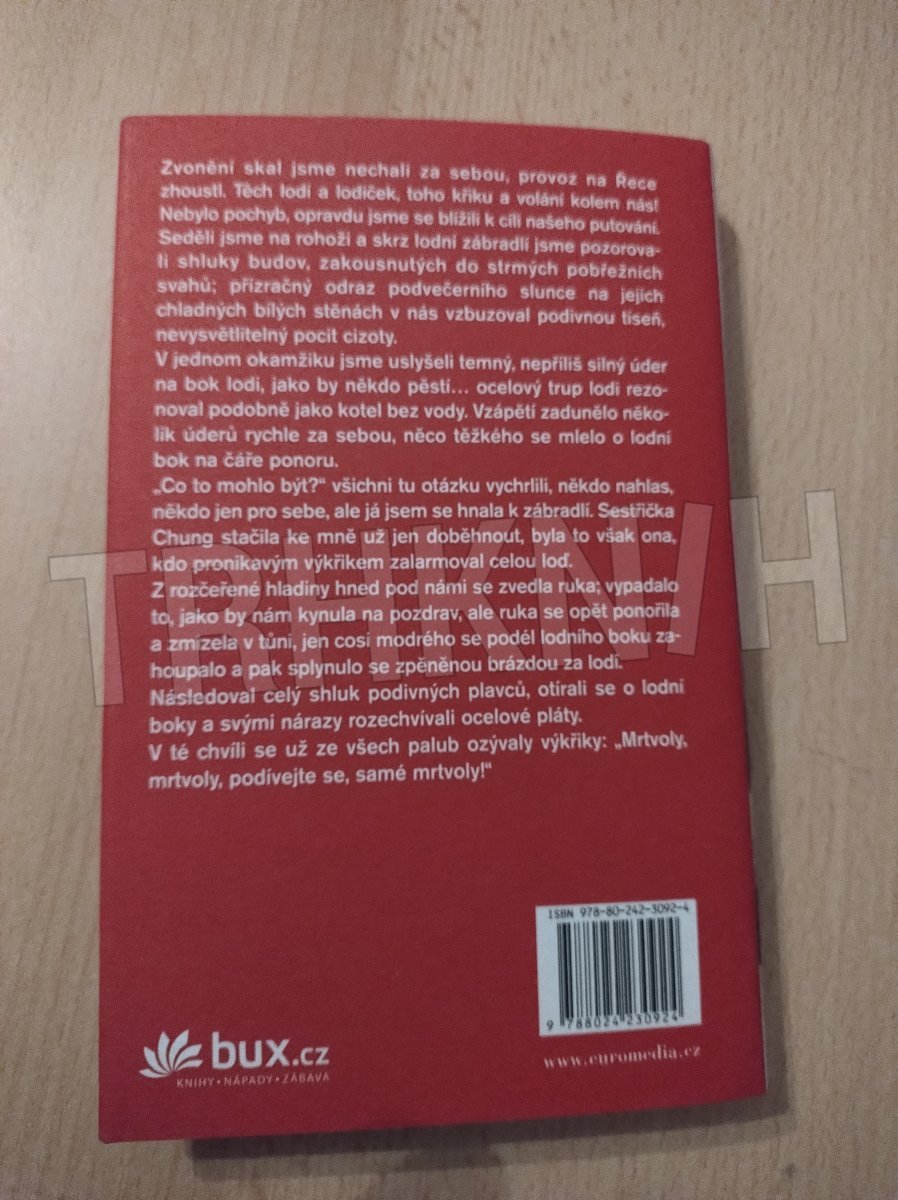 Zvonění skal jsme nechali za sebou, provoz na Řece
zhoustl. Těch lodí a lodiček, toho křiku a volání kolem nás!
Nebylo pochyb, opravdu jsme se blížili k cíli našeho putování.
Seděli jsme na rohoži a skrz lodní zábradlí jsme pozorova-
li shluky budov, zakousnutých do strmých pobřežních
svahů; přízračný odraz podvečerního slunce na jejich
chladných bílých stěnách v nás vzbuzoval podivnou tíseň,
nevysvětlitelný pocit cizoty.
V jednom okamžiku jsme uslyšeli temný, nepříliš silný úder
na bok lodi, jako by někdo pěstí... ocelový trup lodi rezo-
noval podobně jako kotel bez vody. Vzápětí zadunělo něko-
lik úderů rychle za sebou, něco těžkého se mlelo o lodní
bok na čáře ponoru.
„Co to mohlo být?“ všichni tu otázku vychrlili, někdo nahlas,
někdo jen pro sebe, ale já jsem se hnala k zábradlí. Sestřička
Chung stačila ke mně už jen doběhnout, byla to však ona,
kdo pronikavým výkřikem zalarmoval celou loď.
Z rozčeřené hladiny hned pod námi se zvedla ruka; vypadalo
to, jako by nám kynula na pozdrav, ale ruka se opět ponořila
a zmizela v tůni, jen cosi modrého se podél lodního boku za-
houpalo a pak splynulo se zpěněnou brázdou za lodí.
Následoval celý shluk podivných plavců, otírali se o lodní
boky a svými nárazy rozechvívali ocelové pláty.
V té chvíli se už ze všech palub ozývaly výkřiky: „Mrtvoly,
mrtvoly, podívejte se, samé mrtvoly!“
TRHKNIH
ISBN 978-80-242-3092-4
9 788024 230924
bux.cz
KNIHY • NÁPADY • ZÁBAVA
www.euromedia.cz